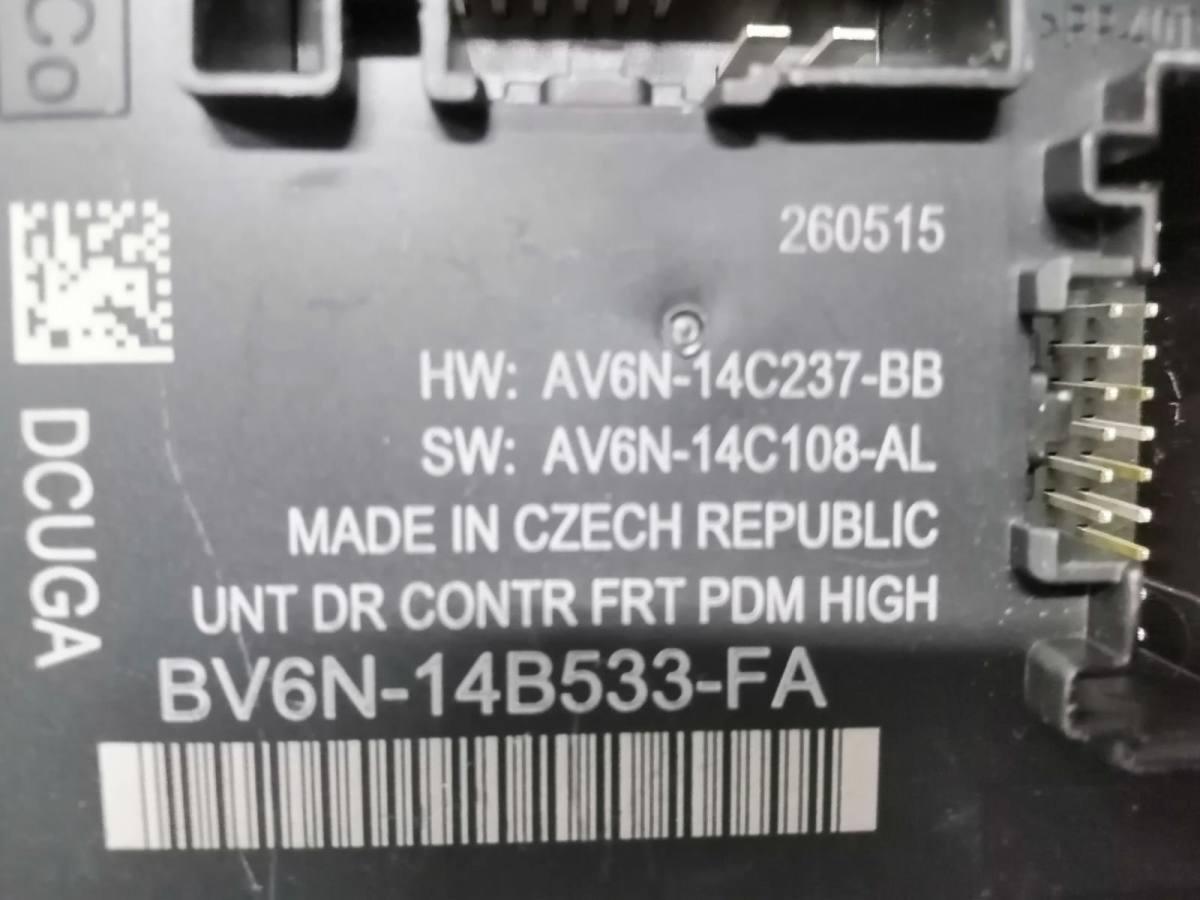 Co
260515
HW: AV6N-14C237-BB
SW: AV6N-14C108-AL
MADE IN CZECH REPUBLIC
UNT DR CONTR FRT PDM HIGH
BV6N-14B533-FA
DCUGA